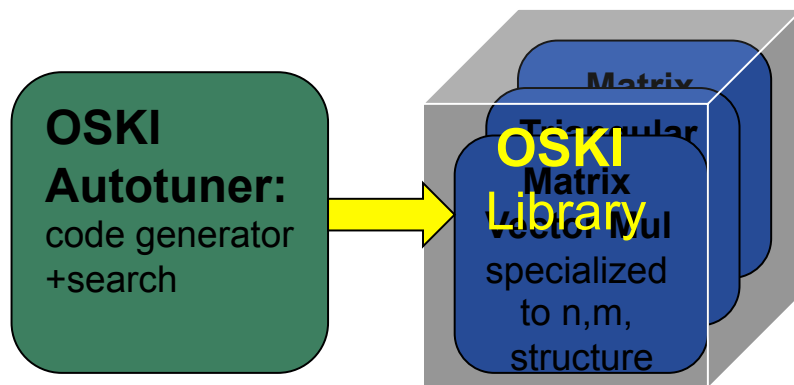 OSKI
Autotuner:
code generator
+search
Matrix
Triangular
OSKI
Library
Matrix
Vector Mul
specialized
to n,m,
structure